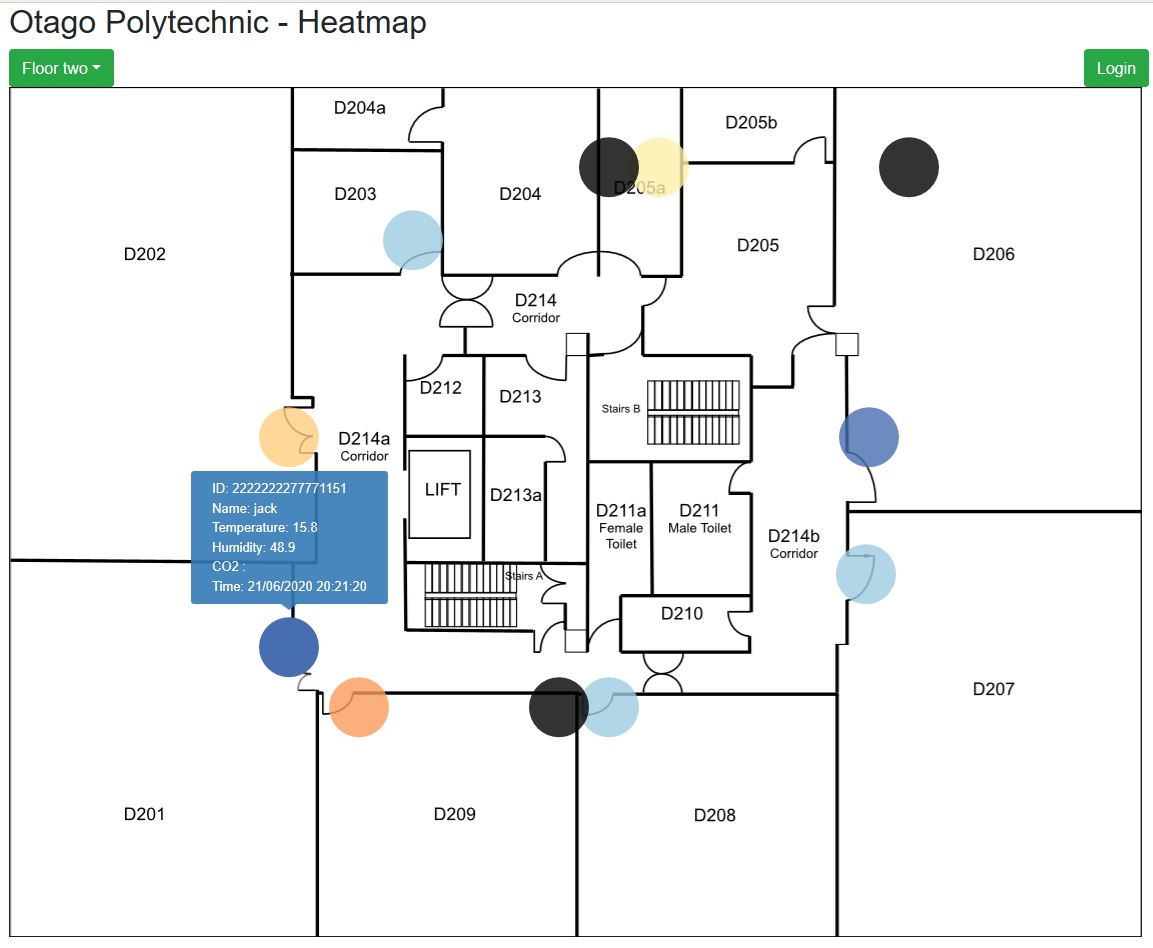 Otago Polytechnic - Heatmap
Floor two
Login
D204a
D205b
D203
D204
D205a
D202
D205
D206
D214
Corridor
D212
D213
Stairs B
D214a
Corridor
LIFT
D213a
D211a
Female
Toilet
D211
Male Toilet
D214b
Corridor
ID: 2222222277771151
Name: jack
Temperature: 15.8
Humidity: 48.9
CO2 :
Time: 21/06/2020 20:21:20
Stairs A
D210
D207
D201
D209
D208